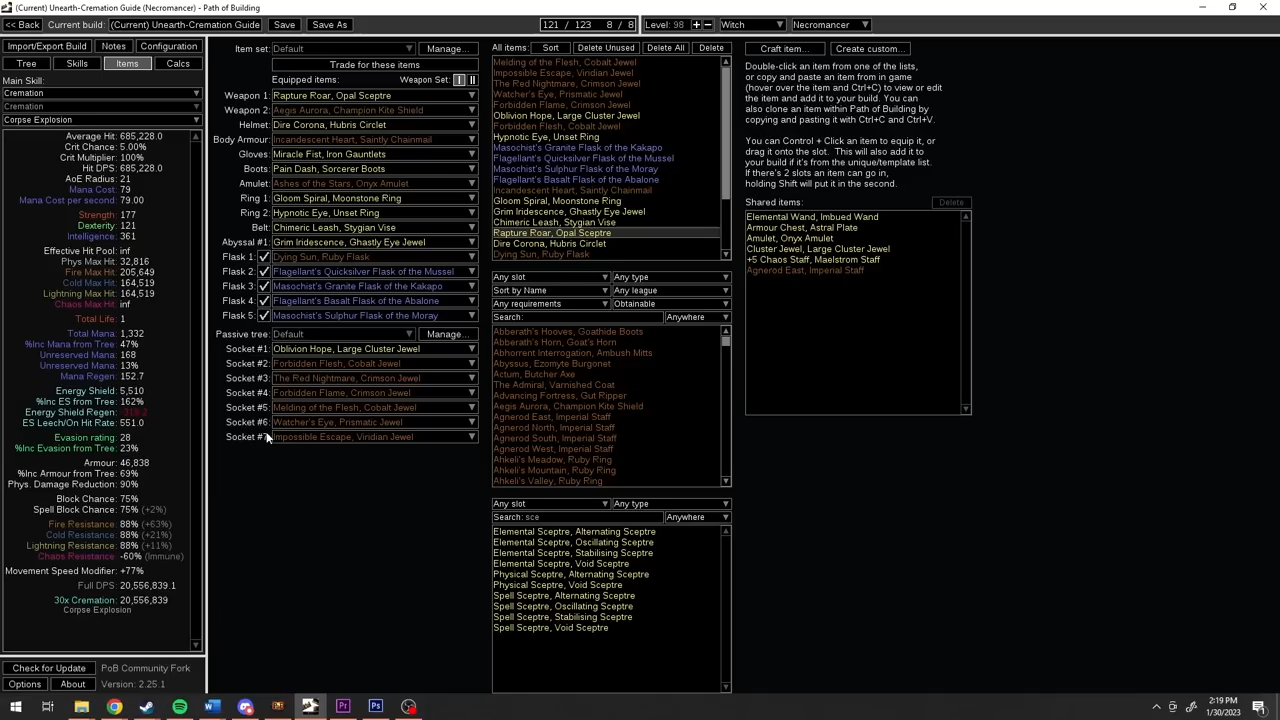 (Current) Unearth-Cremation Guide (Necromancer) - Path of Building
<< Back
Current build:
(Current) Unearth-Cremation Guide
Save
Save As
121 / 123
8 / 8
Level: 98
+
-
Witch
Necromancer
Import/Export Build
Notes
Configuration
Tree
Skills
Items
Calcs
Main Skill:
Cremation
Cremation
Corpse Explosion
Average Hit: 685,228.0
Crit Chance: 5.00%
Crit Multiplier: 100%
Hit DPS: 685,228.0
AoE Radius: 21
Mana Cost: 79
Mana Cost per second: 79.00
Strength: 177
Dexterity: 121
Intelligence: 361
Effective Hit Pool: inf
Phys Max Hit: 32,816
Fire Max Hit: 205,649
Cold Max Hit: 164,519
Lightning Max Hit: 164,519
Chaos Max Hit: inf
Total Life: 1
Total Mana: 1,332
%Inc Mana from Tree: 47%
Unreserved Mana: 168
Unreserved Mana: 13%
Mana Regen: 152.7
Energy Shield: 5,510
%Inc ES from Tree: 162%
Energy Shield Regen: -319.2
ES Leech/On Hit Rate: 551.0
Evasion rating: 28
%Inc Evasion from Tree: 23%
Armour: 46,838
%Inc Armour from Tree: 69%
Phys. Damage Reduction: 90%
Block Chance: 75%
Spell Block Chance: 75% (+2%)
Fire Resistance: 88% (+63%)
Cold Resistance: 88% (+21%)
Lightning Resistance: 88% (+11%)
Chaos Resistance: -60% (Immune)
Movement Speed Modifier: +77%
Full DPS: 20,556,839.1
30x Cremation: 20,556,839
Corpse Explosion
Check for Update
PoB Community Fork
Options
About
Version: 2.25.1
Item set:
Default
Manage...
Trade for these items
Equipped items:
Weapon Set:
I
II
Weapon 1: Rapture Roar, Opal Sceptre
Weapon 2: Aegis Aurora, Champion Kite Shield
Helmet: Dire Corona, Hubris Circlet
Body Armour: Incandescent Heart, Saintly Chainmail
Gloves: Miracle Fist, Iron Gauntlets
Boots: Pain Dash, Sorcerer Boots
Amulet: Ashes of the Stars, Onyx Amulet
Ring 1: Gloom Spiral, Moonstone Ring
Ring 2: Hypnotic Eye, Unset Ring
Belt: Chimeric Leash, Stygian Vise
Abyssal #1: Grim Iridescence, Ghastly Eye Jewel
Flask 1: Dying Sun, Ruby Flask
Flask 2: Flagellant's Quicksilver Flask of the Mussel
Flask 3: Masochist's Granite Flask of the Kakapo
Flask 4: Flagellant's Basalt Flask of the Abalone
Flask 5: Masochist's Sulphur Flask of the Moray
Passive tree:
Default
Manage...
Socket #1: Oblivion Hope, Large Cluster Jewel
Socket #2: Forbidden Flesh, Cobalt Jewel
Socket #3: The Red Nightmare, Crimson Jewel
Socket #4: Forbidden Flame, Crimson Jewel
Socket #5: Melding of the Flesh, Cobalt Jewel
Socket #6: Watcher's Eye, Prismatic Jewel
Socket #7: Impossible Escape, Viridian Jewel
All items:
Sort
Delete Unused
Delete All
Delete
Melding of the Flesh, Cobalt Jewel
Impossible Escape, Viridian Jewel
The Red Nightmare, Crimson Jewel
Watcher's Eye, Prismatic Jewel
Forbidden Flame, Crimson Jewel
Oblivion Hope, Large Cluster Jewel
Forbidden Flesh, Cobalt Jewel
Hypnotic Eye, Unset Ring
Masochist's Granite Flask of the Kakapo
Flagellant's Quicksilver Flask of the Mussel
Masochist's Sulphur Flask of the Moray
Flagellant's Basalt Flask of the Abalone
Incandescent Heart, Saintly Chainmail
Gloom Spiral, Moonstone Ring
Grim Iridescence, Ghastly Eye Jewel
Chimeric Leash, Stygian Vise
Rapture Roar, Opal Sceptre
Dire Corona, Hubris Circlet
Dying Sun, Ruby Flask
Any slot
Any type
Sort by Name
Any league
Any requirements
Obtainable
Search:
Anywhere
Abberath's Hooves, Goathide Boots
Abberath's Horn, Goat's Horn
Abhorrent Interrogation, Ambush Mitts
Abyssus, Ezomyte Burgonet
Actum, Butcher Axe
The Admiral, Varnished Coat
Advancing Fortress, Gut Ripper
Aegis Aurora, Champion Kite Shield
Agnerod East, Imperial Staff
Agnerod North, Imperial Staff
Agnerod South, Imperial Staff
Agnerod West, Imperial Staff
Ahkeli's Meadow, Ruby Ring
Ahkeli's Mountain, Ruby Ring
Ahkeli's Valley, Ruby Ring
Any slot
Any type
Search: sce
Anywhere
Elemental Sceptre, Alternating Sceptre
Elemental Sceptre, Oscillating Sceptre
Elemental Sceptre, Stabilising Sceptre
Elemental Sceptre, Void Sceptre
Physical Sceptre, Alternating Sceptre
Physical Sceptre, Void Sceptre
Spell Sceptre, Alternating Sceptre
Spell Sceptre, Oscillating Sceptre
Spell Sceptre, Stabilising Sceptre
Spell Sceptre, Void Sceptre
Craft item...
Create custom...
Double-click an item from one of the lists,
or copy and paste an item from in game
(hover over the item and Ctrl+C) to view or edit
the item and add it to your build. You can
also clone an item within Path of Building by
copying and pasting it with Ctrl+C and Ctrl+V.
You can Control + Click an item to equip it, or
drag it onto the slot. This will also add it to
your build if it's from the unique/template list.
If there's 2 slots an item can go in,
holding Shift will put it in the second.
Shared items:
Delete
Elemental Wand, Imbued Wand
Armour Chest, Astral Plate
Amulet, Onyx Amulet
Cluster Jewel, Large Cluster Jewel
+5 Chaos Staff, Maelstrom Staff
Agnerod East, Imperial Staff
2:19 PM
1/30/2023